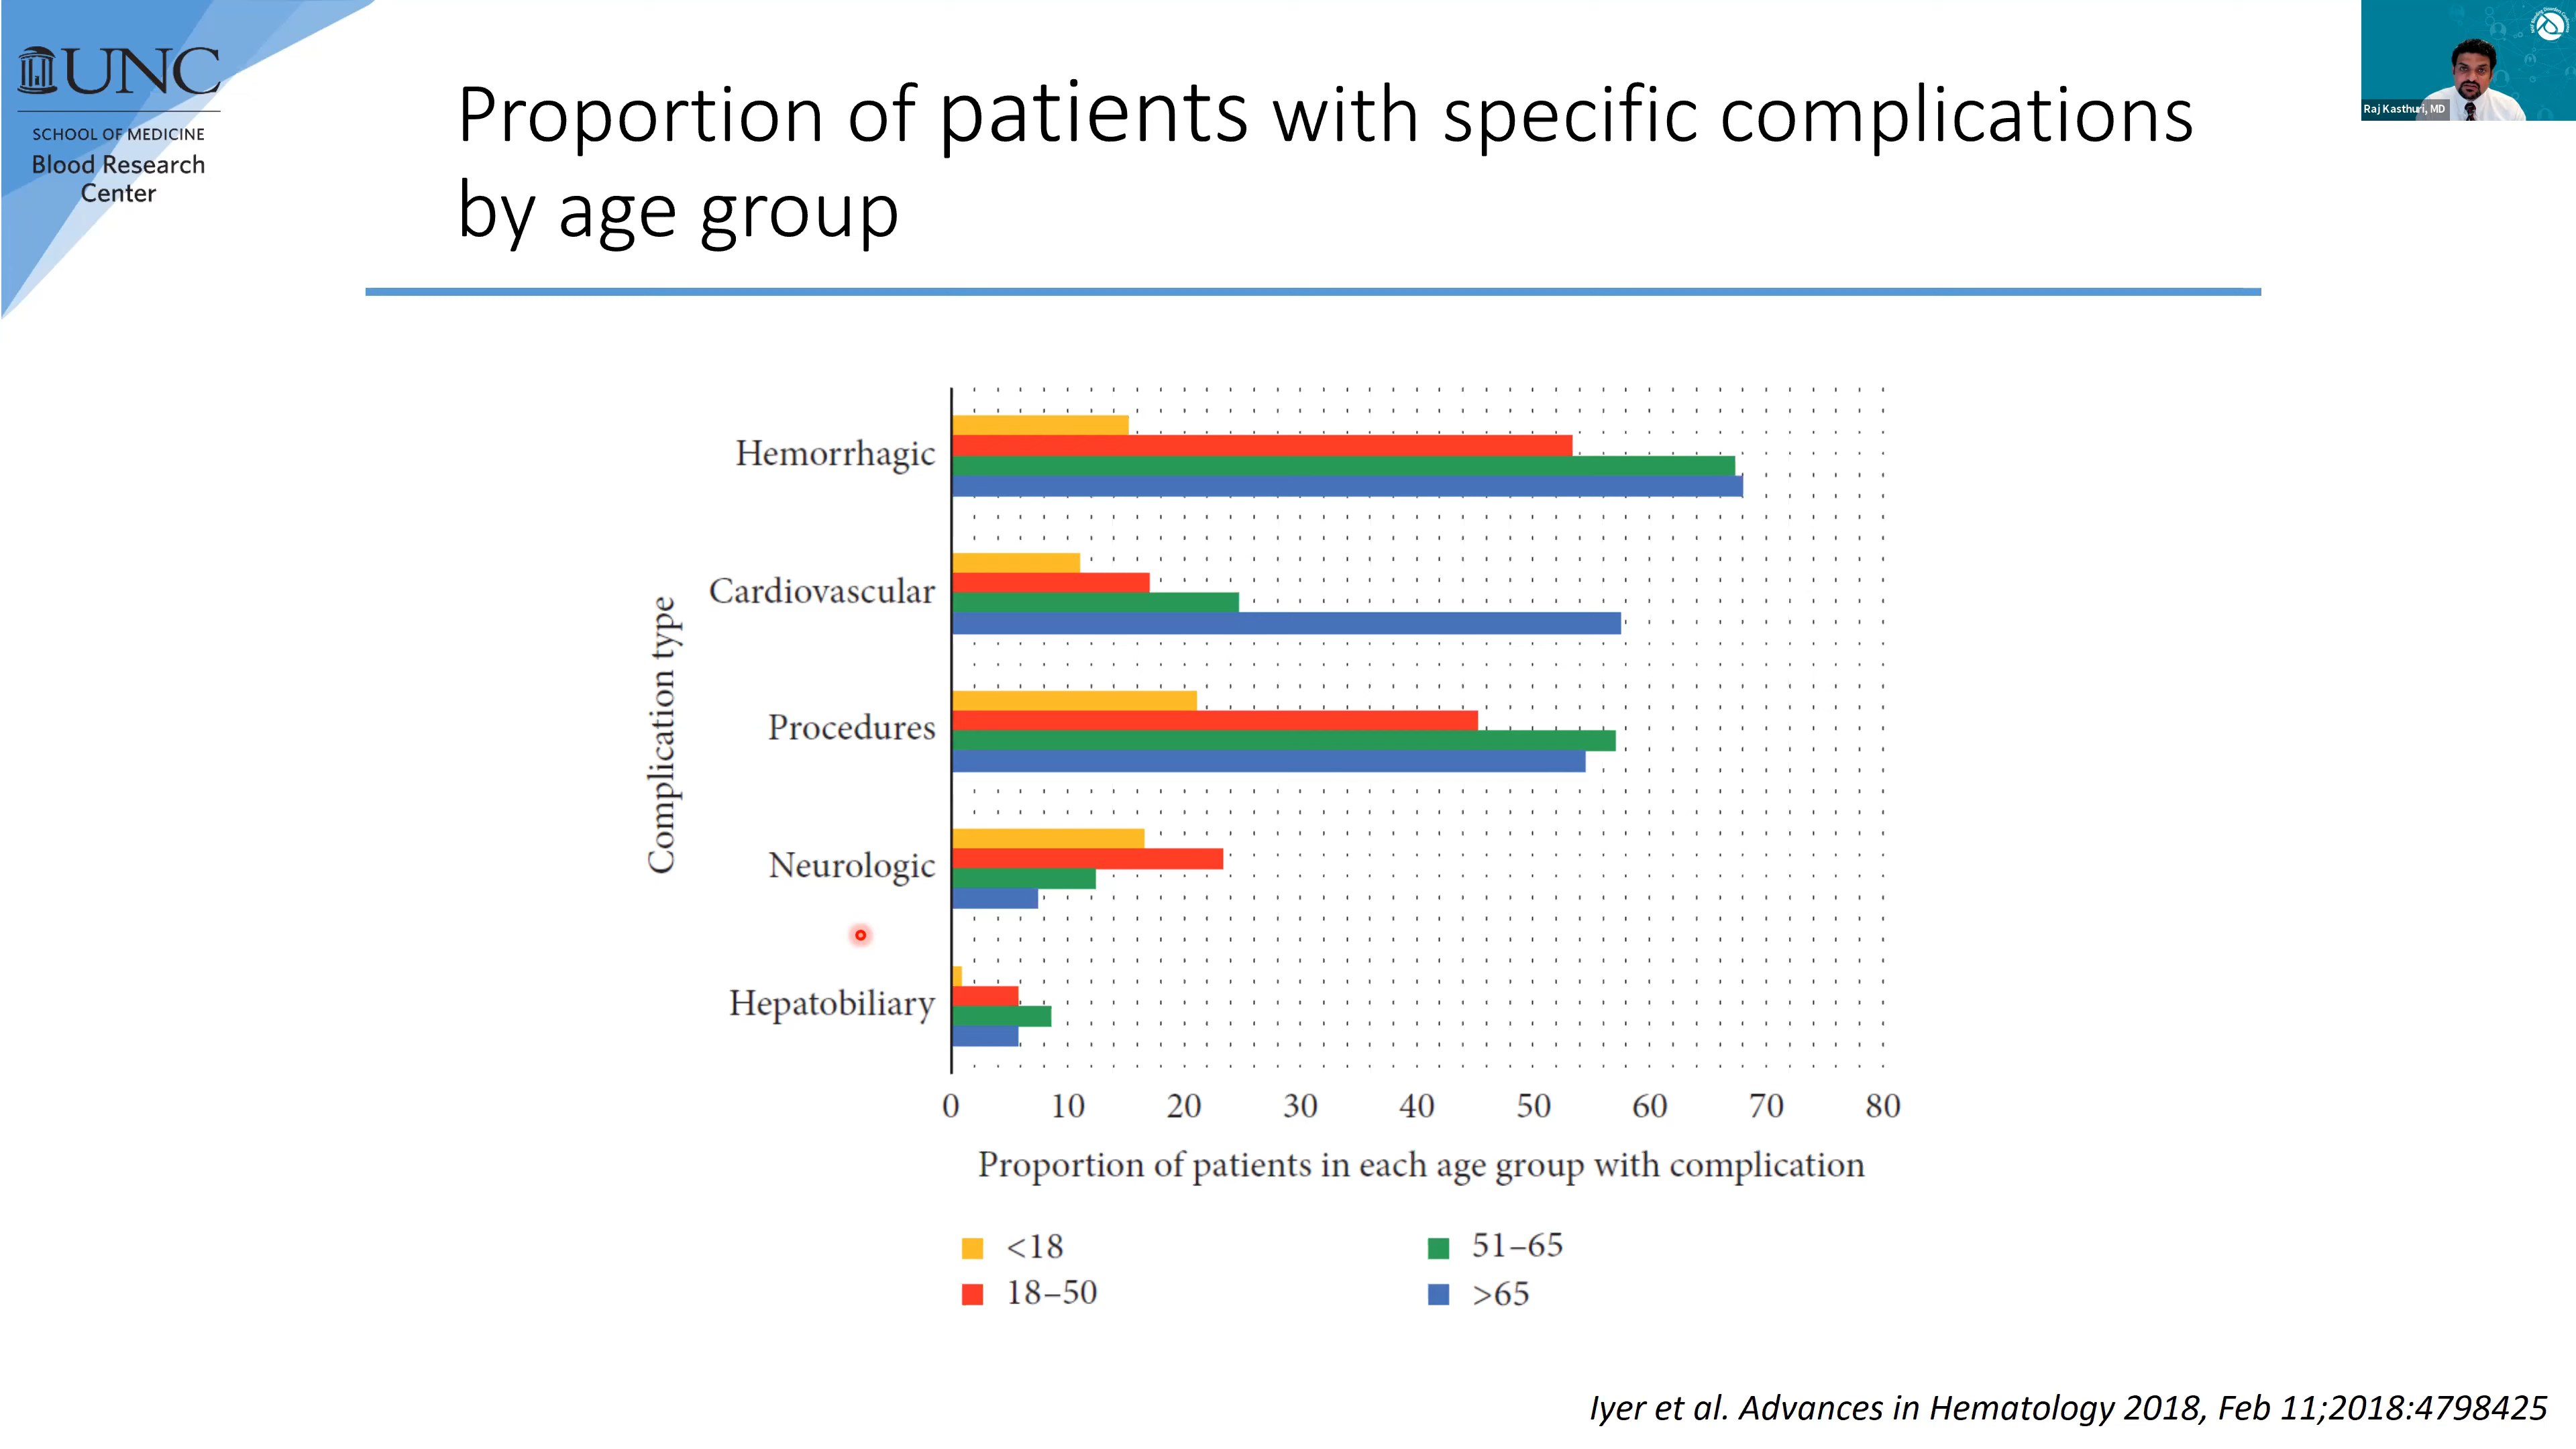 UNC
SCHOOL OF MEDICINE
Blood Research
Center
Raj Kasthuri, MD
Proportion of patients with specific complications
by age group
Complication type
Hemorrhagic
Cardiovascular
Procedures
Neurologic
Hepatobiliary
0 10 20 30 40 50 60 70 80
Proportion of patients in each age group with complication
<18
51–65
18–50
>65
Iyer et al. Advances in Hematology 2018, Feb 11;2018:4798425